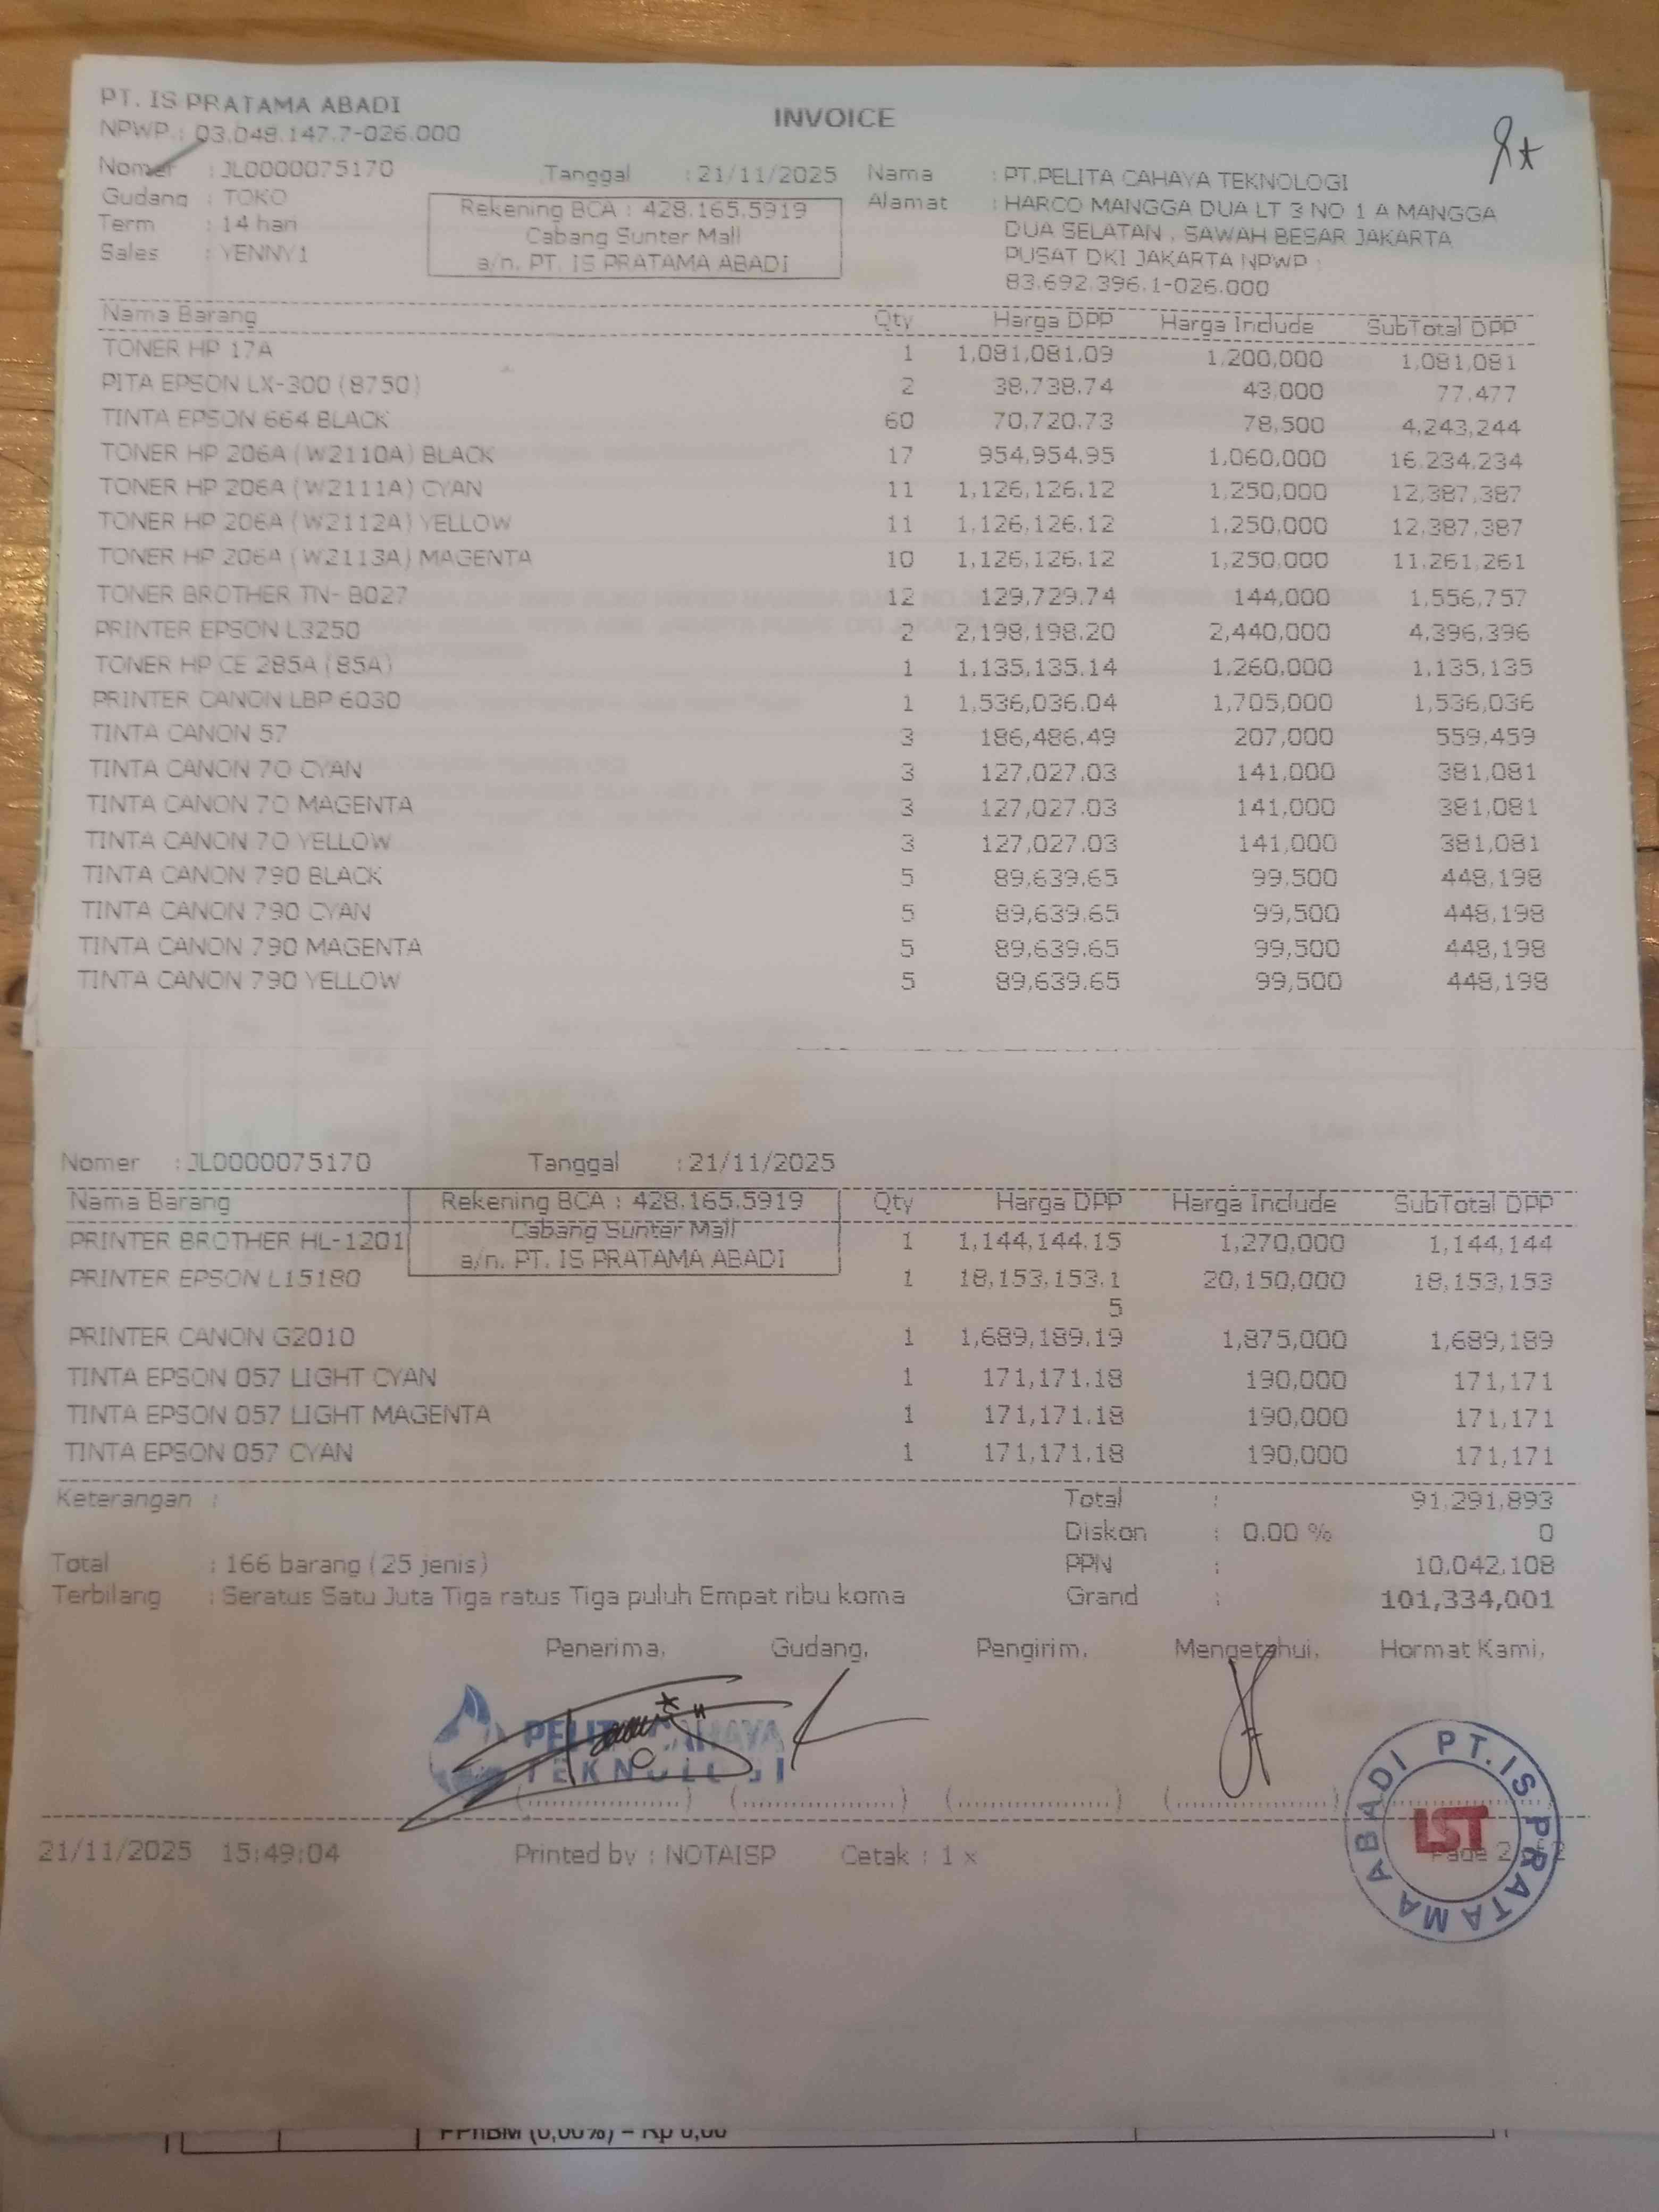 PT. IS PRATAMA ABADI
INVOICE
NPWP : 03.048.147.7-026.000
Nomer : JL0000075170 Tanggal : 21/11/2025 Nama : PT.PELITA CAHAYA TEKNOLOGI
Gudang : TOKO Rekening BCA : 428.165.5919 Alamat : HARCO MANGGA DUA LT 3 NO 1 A MANGGA
Term : 14 hari Cabang Sunter Mall DUA SELATAN , SAWAH BESAR JAKARTA
Sales : YENNY1 a/n. PT. IS PRATAMA ABADI PUSAT DKI JAKARTA NPWP :
83.692.396.1-026.000
Nama Barang Qty Harga DPP Harga Include SubTotal DPP
TONER HP 17A 1 1,081,081.09 1,200,000 1,081,081
PITA EPSON LX-300 (8750) 2 38,738.74 43,000 77,477
TINTA EPSON 664 BLACK 60 70,720.73 78,500 4,243,244
TONER HP 206A (W2110A) BLACK 17 954,954.95 1,060,000 16,234,234
TONER HP 206A (W2111A) CYAN 11 1,126,126.12 1,250,000 12,387,387
TONER HP 206A (W2112A) YELLOW 11 1,126,126.12 1,250,000 12,387,387
TONER HP 206A (W2113A) MAGENTA 10 1,126,126.12 1,250,000 11,261,261
TONER BROTHER TN- B027 12 129,729.74 144,000 1,556,757
PRINTER EPSON L3250 2 2,198,198.20 2,440,000 4,396,396
TONER HP CE 285A (85A) 1 1,135,135.14 1,260,000 1,135,135
PRINTER CANON LBP 6030 1 1,536,036.04 1,705,000 1,536,036
TINTA CANON 57 3 186,486.49 207,000 559,459
TINTA CANON 70 CYAN 3 127,027.03 141,000 381,081
TINTA CANON 70 MAGENTA 3 127,027.03 141,000 381,081
TINTA CANON 70 YELLOW 3 127,027.03 141,000 381,081
TINTA CANON 790 BLACK 5 89,639.65 99,500 448,198
TINTA CANON 790 CYAN 5 89,639.65 99,500 448,198
TINTA CANON 790 MAGENTA 5 89,639.65 99,500 448,198
TINTA CANON 790 YELLOW 5 89,639.65 99,500 448,198
Nomer : JL0000075170 Tanggal : 21/11/2025
Nama Barang Rekening BCA : 428.165.5919 Qty Harga DPP Harga Include SubTotal DPP
Cabang Sunter Mall
PRINTER BROTHER HL-1201 1 1,144,144.15 1,270,000 1,144,144
a/n. PT. IS PRATAMA ABADI
PRINTER EPSON L15180 1 18,153,153.1 20,150,000 18,153,153
5
PRINTER CANON G2010 1 1,689,189.19 1,875,000 1,689,189
TINTA EPSON 057 LIGHT CYAN 1 171,171.18 190,000 171,171
TINTA EPSON 057 LIGHT MAGENTA 1 171,171.18 190,000 171,171
TINTA EPSON 057 CYAN 1 171,171.18 190,000 171,171
Keterangan : Total : 91,291,893
Diskon : 0.00 % 0
Total : 166 barang (25 jenis) PPN : 10,042,108
Terbilang : Seratus Satu Juta Tiga ratus Tiga puluh Empat ribu koma Grand : 101,334,001
Penerima, Gudang, Pengirim, Mengetahui, Hormat Kami,
PELITA CAHAYA
TEKNOLOGI
PT. IS PRATAMA ABADI
LST
21/11/2025 15:49:04 Printed by : NOTAISP Cetak : 1 x Page 2 of 2
PPnBM (0,00%) = Rp 0,00